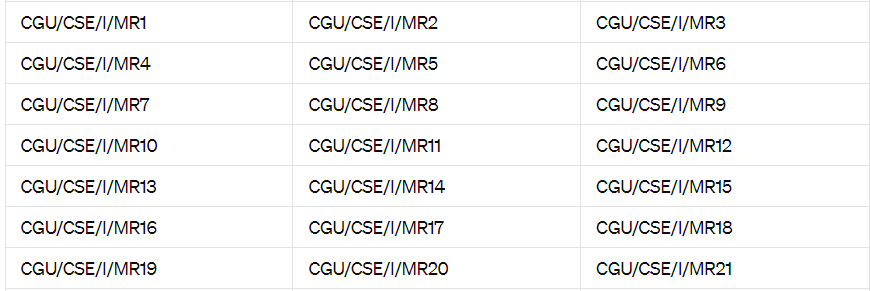 CGU/CSE/I/MR1 CGU/CSE/I/MR2 CGU/CSE/I/MR3
CGU/CSE/I/MR4 CGU/CSE/I/MR5 CGU/CSE/I/MR6
CGU/CSE/I/MR7 CGU/CSE/I/MR8 CGU/CSE/I/MR9
CGU/CSE/I/MR10 CGU/CSE/I/MR11 CGU/CSE/I/MR12
CGU/CSE/I/MR13 CGU/CSE/I/MR14 CGU/CSE/I/MR15
CGU/CSE/I/MR16 CGU/CSE/I/MR17 CGU/CSE/I/MR18
CGU/CSE/I/MR19 CGU/CSE/I/MR20 CGU/CSE/I/MR21